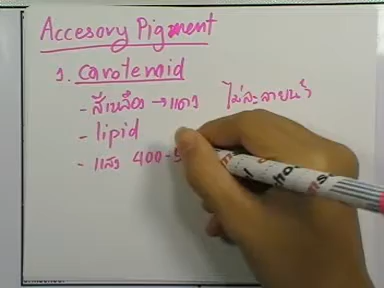 Accesory Pigment
1. Carotenoid
- สีเหลือง → แดง ไม่ละลายน้ำ
- lipid
- แสง 400-5